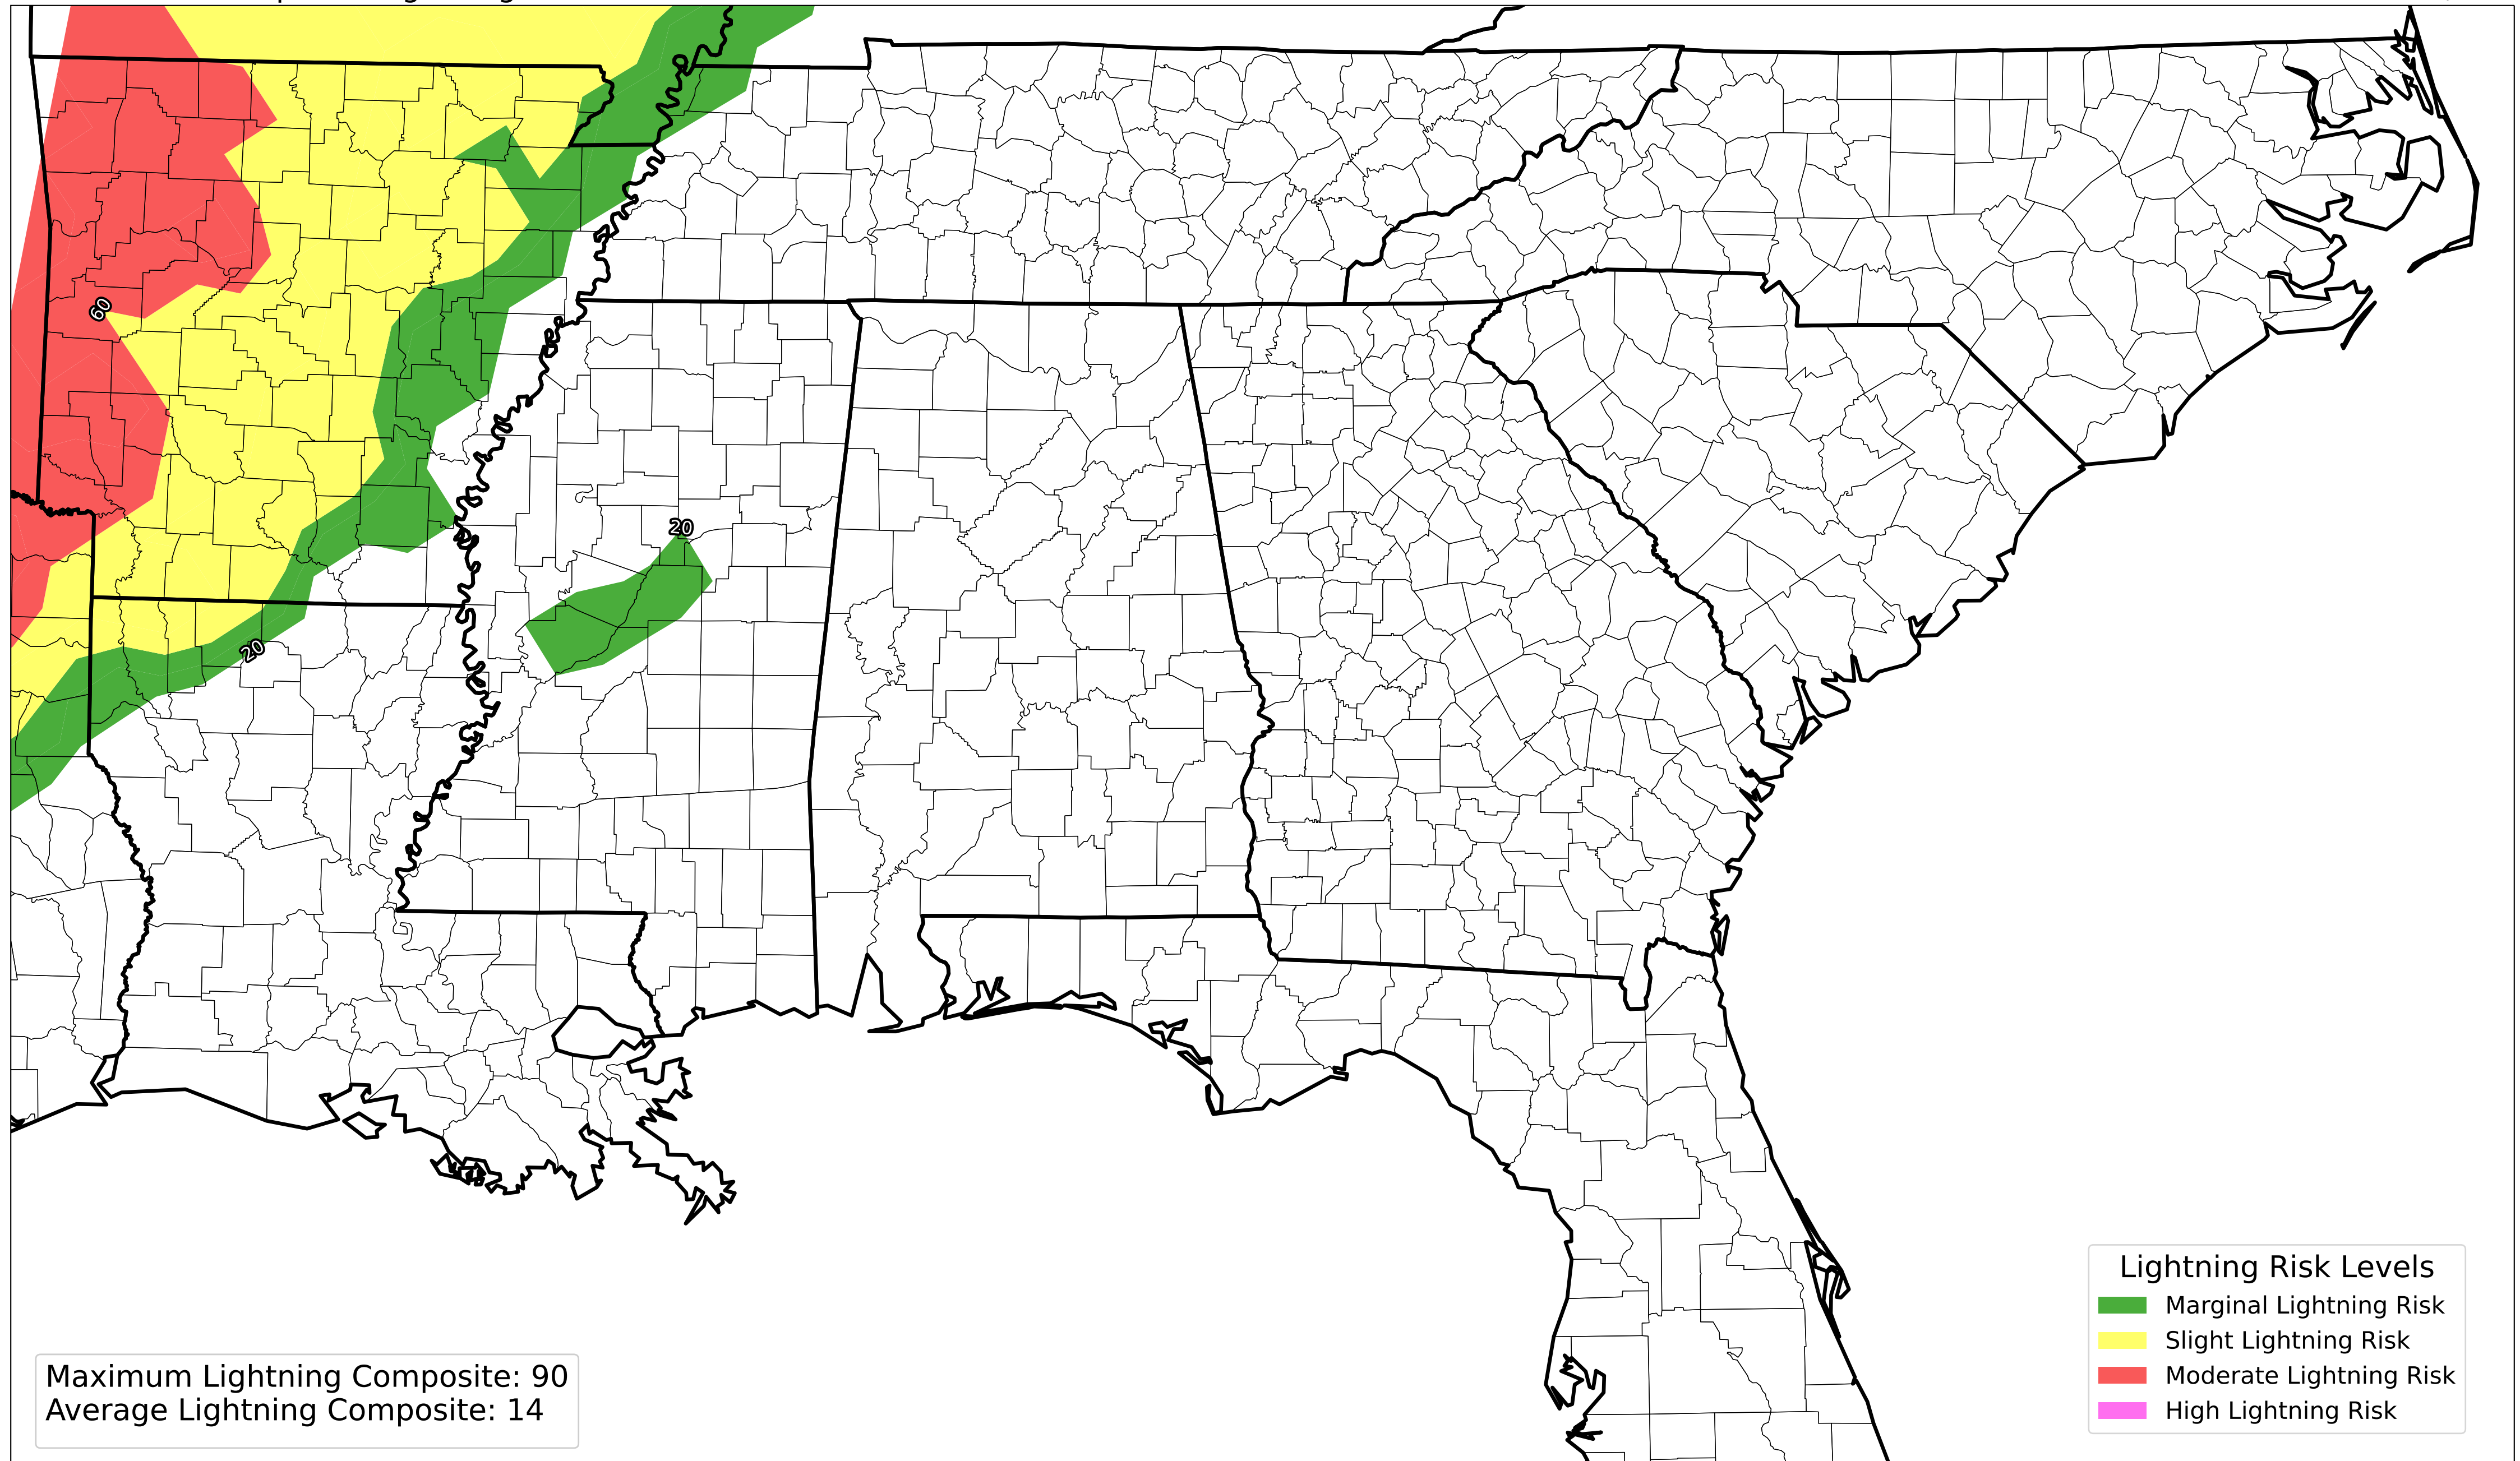 60
20
20
Lightning Risk Levels
Marginal Lightning Risk
Slight Lightning Risk
Moderate Lightning Risk
High Lightning Risk
Maximum Lightning Composite: 90
Average Lightning Composite: 14